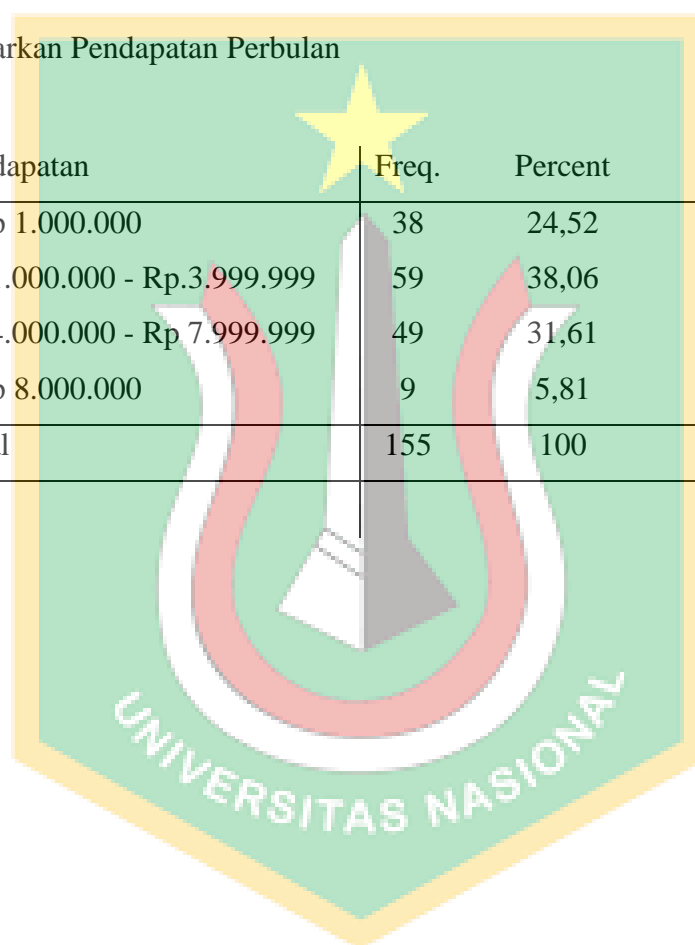 arkan Pendapatan Perbulan
dapatan Freq. Percent
p 1.000.000 38 24,52
.000.000 - Rp.3.999.999 59 38,06
.000.000 - Rp 7.999.999 49 31,61
p 8.000.000 9 5,81
l 155 100
UNIVERSITAS NASIONAL